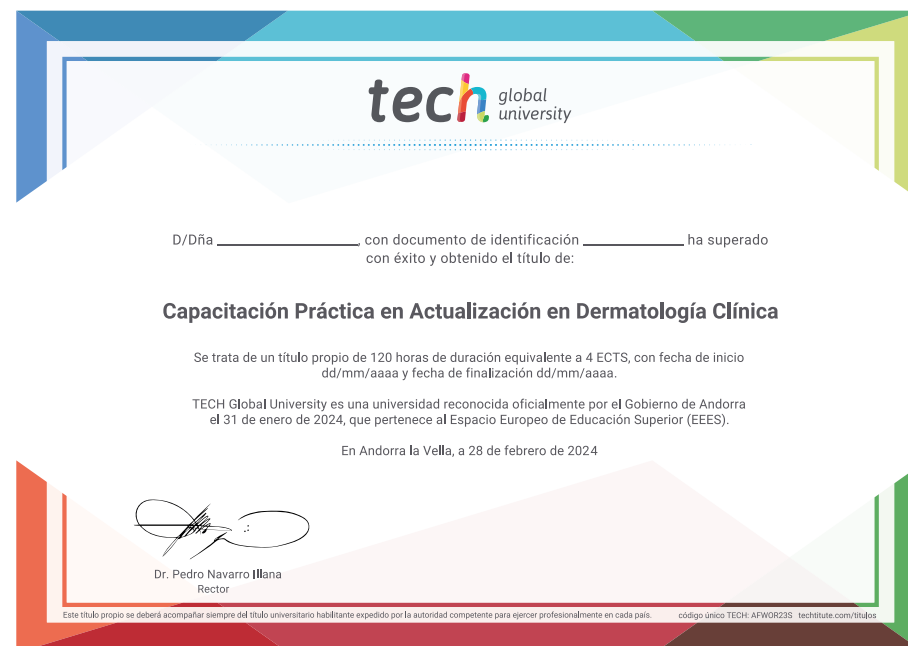 tech global university
D/Dña ____________________, con documento de identificación ______________ ha superado
con éxito y obtenido el título de:
Capacitación Práctica en Actualización en Dermatología Clínica
Se trata de un título propio de 120 horas de duración equivalente a 4 ECTS, con fecha de inicio
dd/mm/aaaa y fecha de finalización dd/mm/aaaa.
TECH Global University es una universidad reconocida oficialmente por el Gobierno de Andorra
el 31 de enero de 2024, que pertenece al Espacio Europeo de Educación Superior (EEES).
En Andorra la Vella, a 28 de febrero de 2024
Dr. Pedro Navarro Illana
Rector
Este título propio se deberá acompañar siempre del título universitario habilitante expedido por la autoridad competente para ejercer profesionalmente en cada país. código único TECH: AFWOR23S techtitute.com/titulos